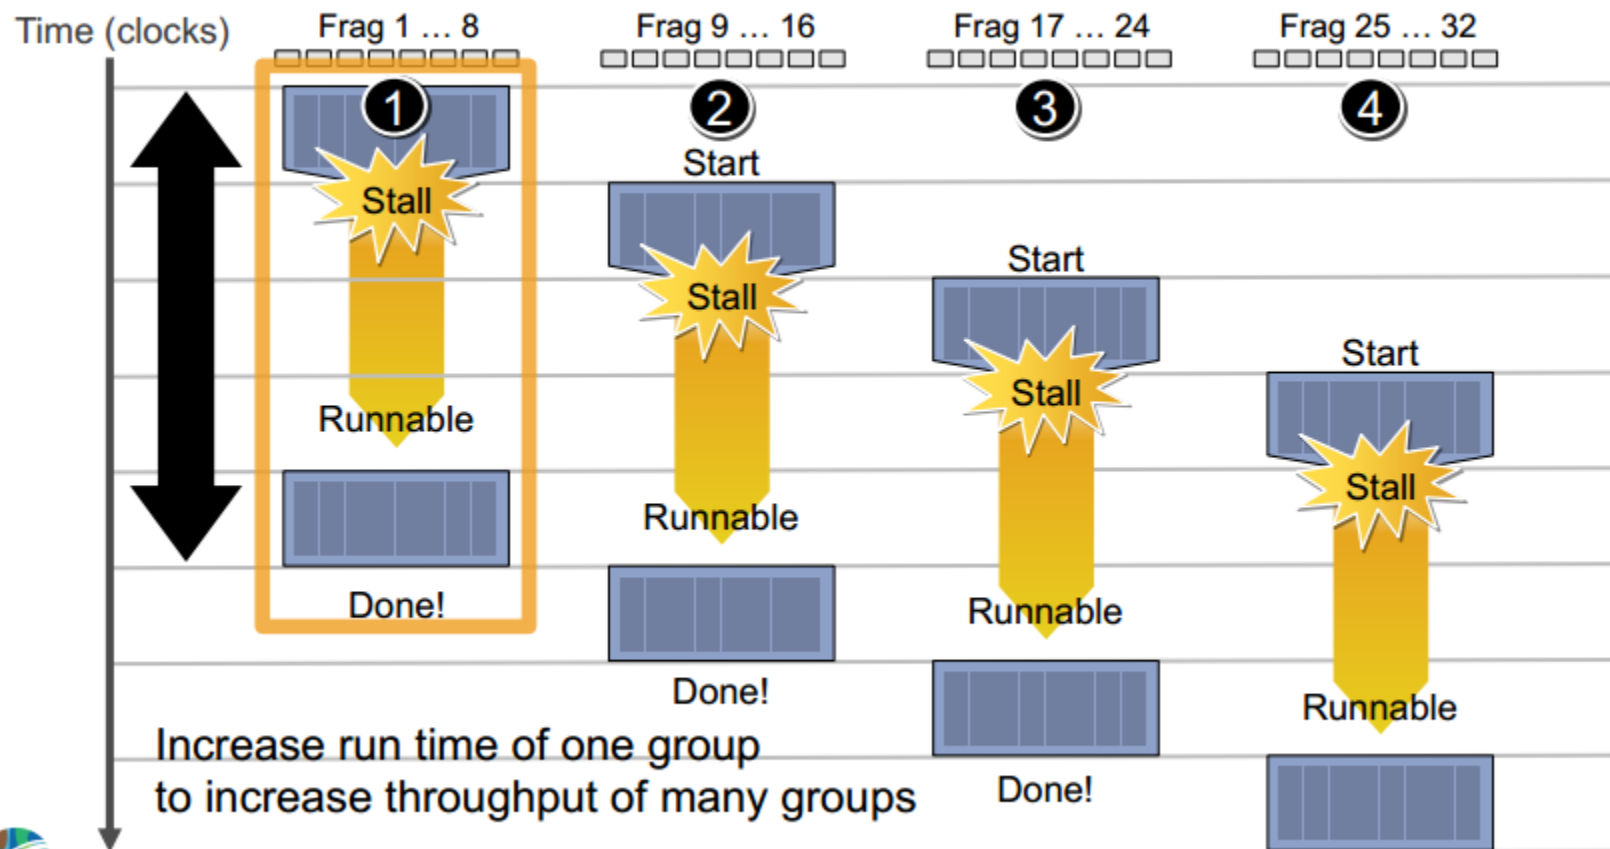 Time (clocks)
Frag 1 … 8
Frag 9 … 16
Frag 17 … 24
Frag 25 … 32
1
2
3
4
Start
Stall
Start
Stall
Start
Stall
Runnable
Stall
Runnable
Done!
Runnable
Done!
Runnable
Increase run time of one group
to increase throughput of many groups
Done!